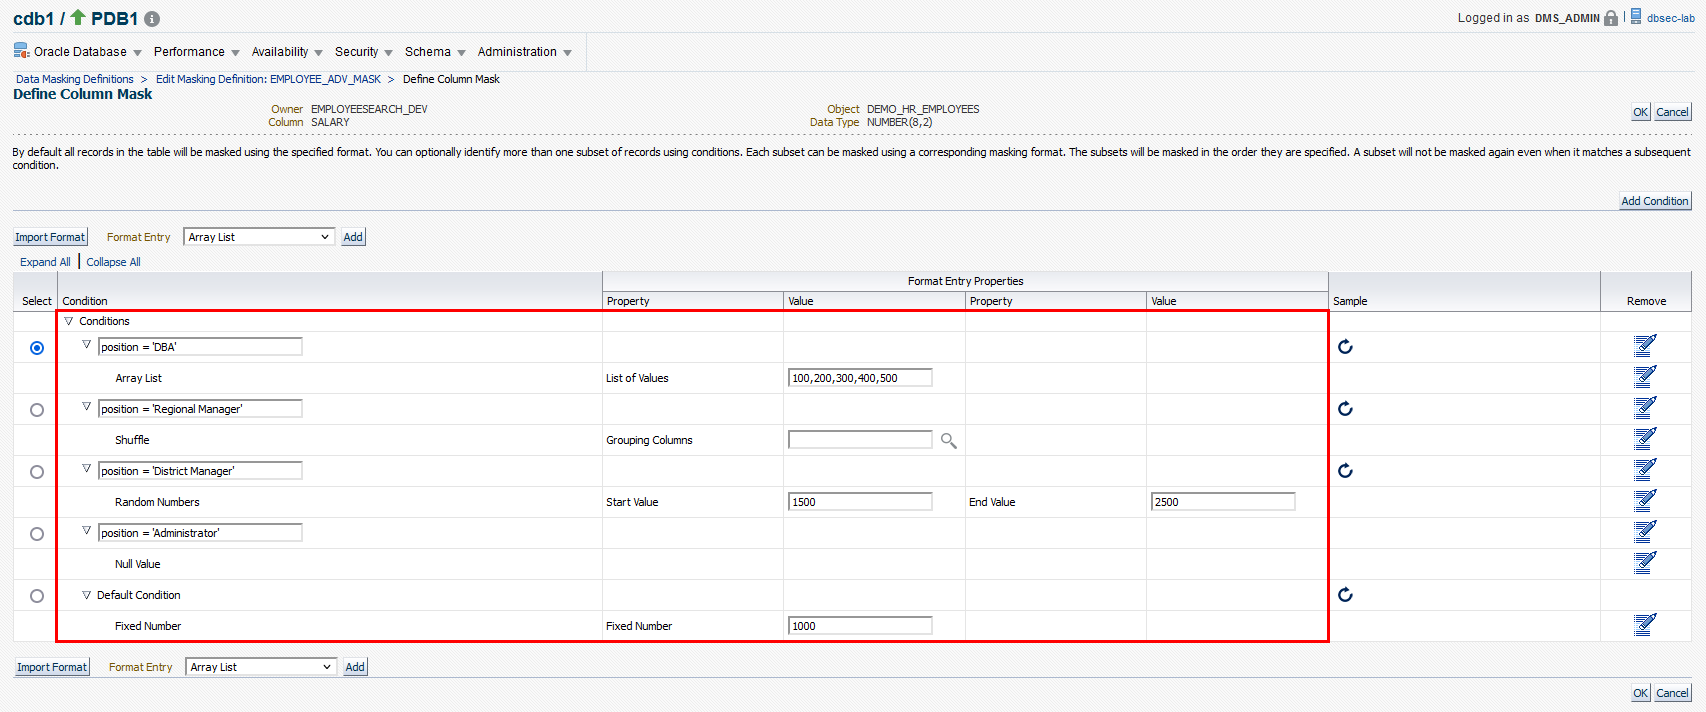 cdb1 / PDB1
Logged in as DMS_ADMIN | dbsec-lab
Oracle Database Performance Availability Security Schema Administration
Data Masking Definitions > Edit Masking Definition: EMPLOYEE_ADV_MASK > Define Column Mask
Define Column Mask
Owner EMPLOYEESEARCH_DEV Object DEMO_HR_EMPLOYEES
Column SALARY Data Type NUMBER(8,2)
OK Cancel
By default all records in the table will be masked using the specified format. You can optionally identify more than one subset of records using conditions. Each subset can be masked using a corresponding masking format. The subsets will be masked in the order they are specified. A subset will not be masked again even when it matches a subsequent
condition.
Add Condition
Import Format Format Entry Array List Add
Expand All | Collapse All
Format Entry Properties
Select Condition Property Value Property Value Sample Remove
Conditions
position = 'DBA'
Array List List of Values 100,200,300,400,500
position = 'Regional Manager'
Shuffle Grouping Columns
position = 'District Manager'
Random Numbers Start Value 1500 End Value 2500
position = 'Administrator'
Null Value
Default Condition
Fixed Number Fixed Number 1000
Import Format Format Entry Array List Add
OK Cancel